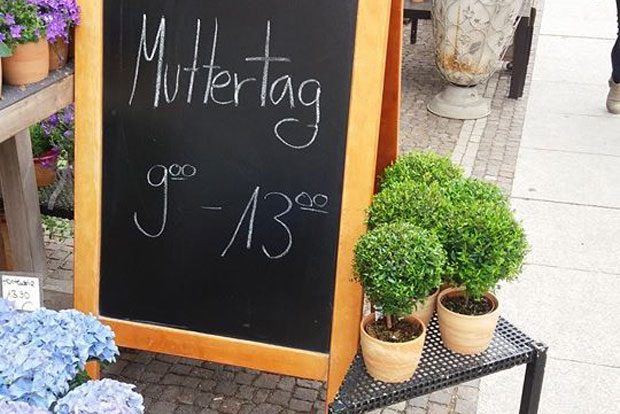 Muttertag
9⁰⁰ - 13⁰⁰